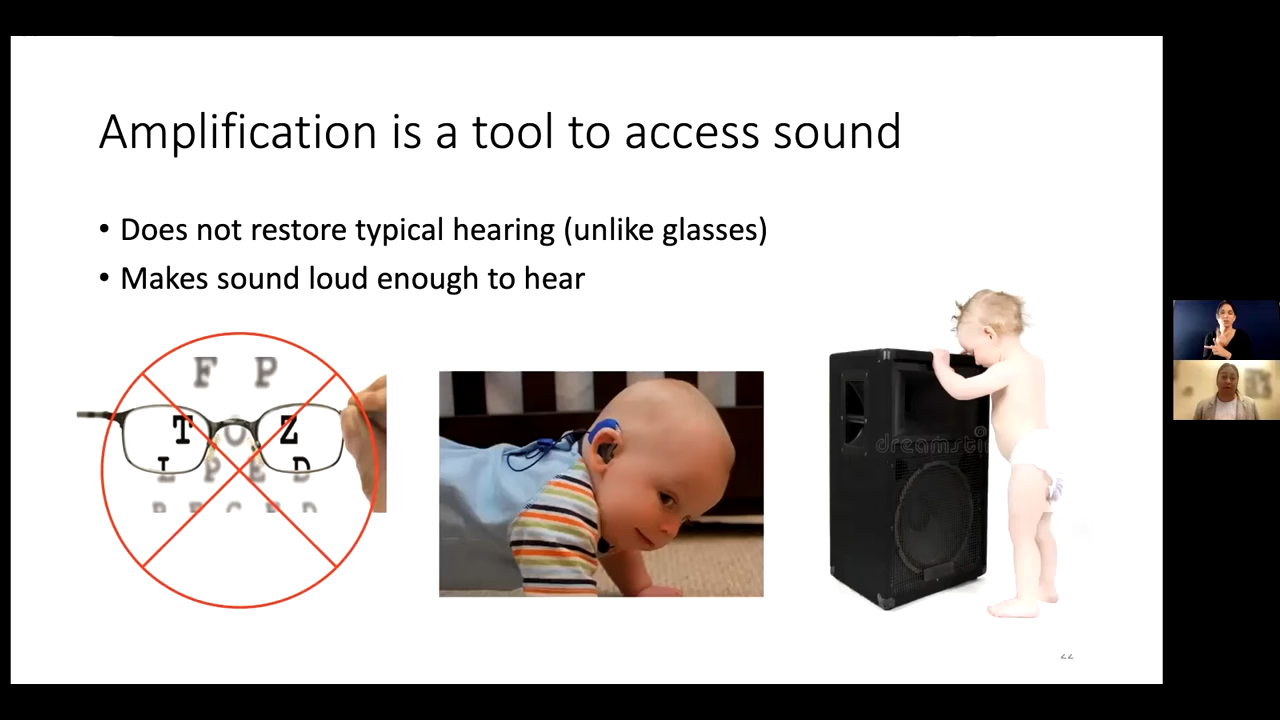 Amplification is a tool to access sound
• Does not restore typical hearing (unlike glasses)
• Makes sound loud enough to hear
F P
T O Z
L P E D
dreamsti